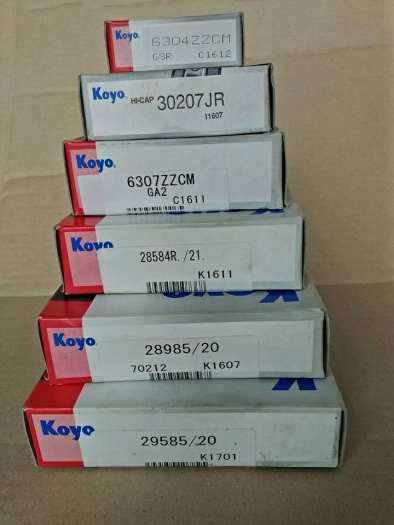 Koyo
6304ZZCM
GSR C1612
Koyo HI-CAP 30207JR
I1607
Koyo
6307ZZCM
GA2
C1611
Koyo
28584R./21.
K1611
Koyo
28985/20
70212 K1607
Koyo
29585/20
K1701